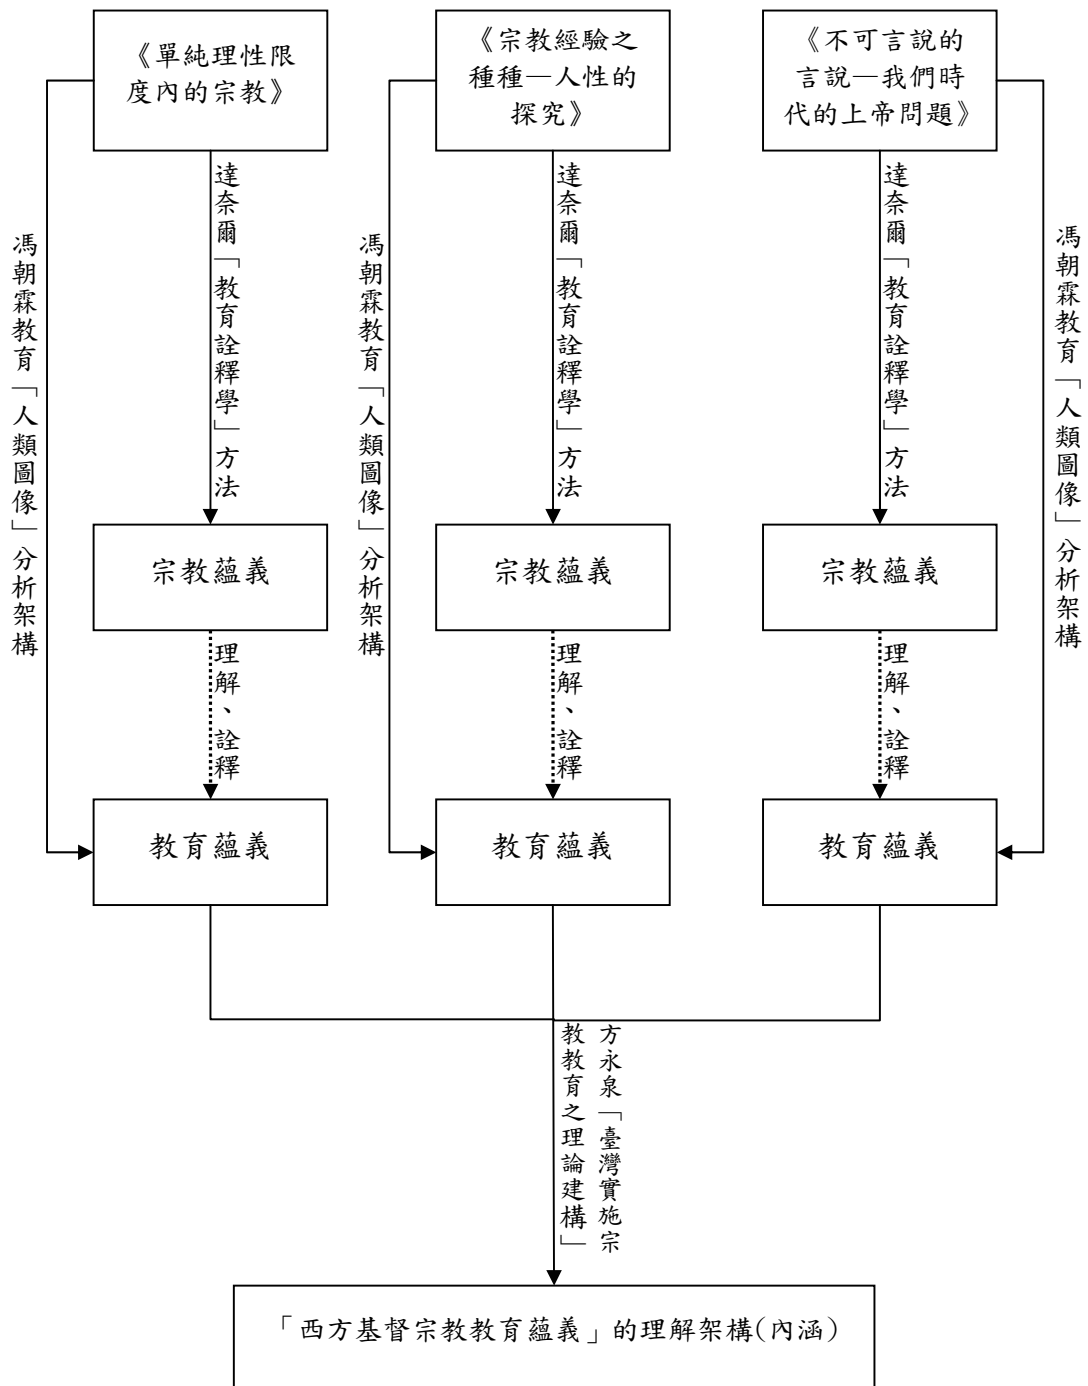 《單純理性限
度內的宗教》
《宗教經驗之
種種—人性的
探究》
《不可言說的
言說—我們時
代的上帝問題》
馮朝霖教育「人類圖像」分析架構
達奈爾「教育詮釋學」方法
馮朝霖教育「人類圖像」分析架構
達奈爾「教育詮釋學」方法
達奈爾「教育詮釋學」方法
馮朝霖教育「人類圖像」分析架構
宗教蘊義
宗教蘊義
宗教蘊義
理解、詮釋
理解、詮釋
理解、詮釋
教育蘊義
教育蘊義
教育蘊義
方永泉「臺灣實施宗
教教育之理論建構」
「西方基督宗教教育蘊義」的理解架構(內涵)